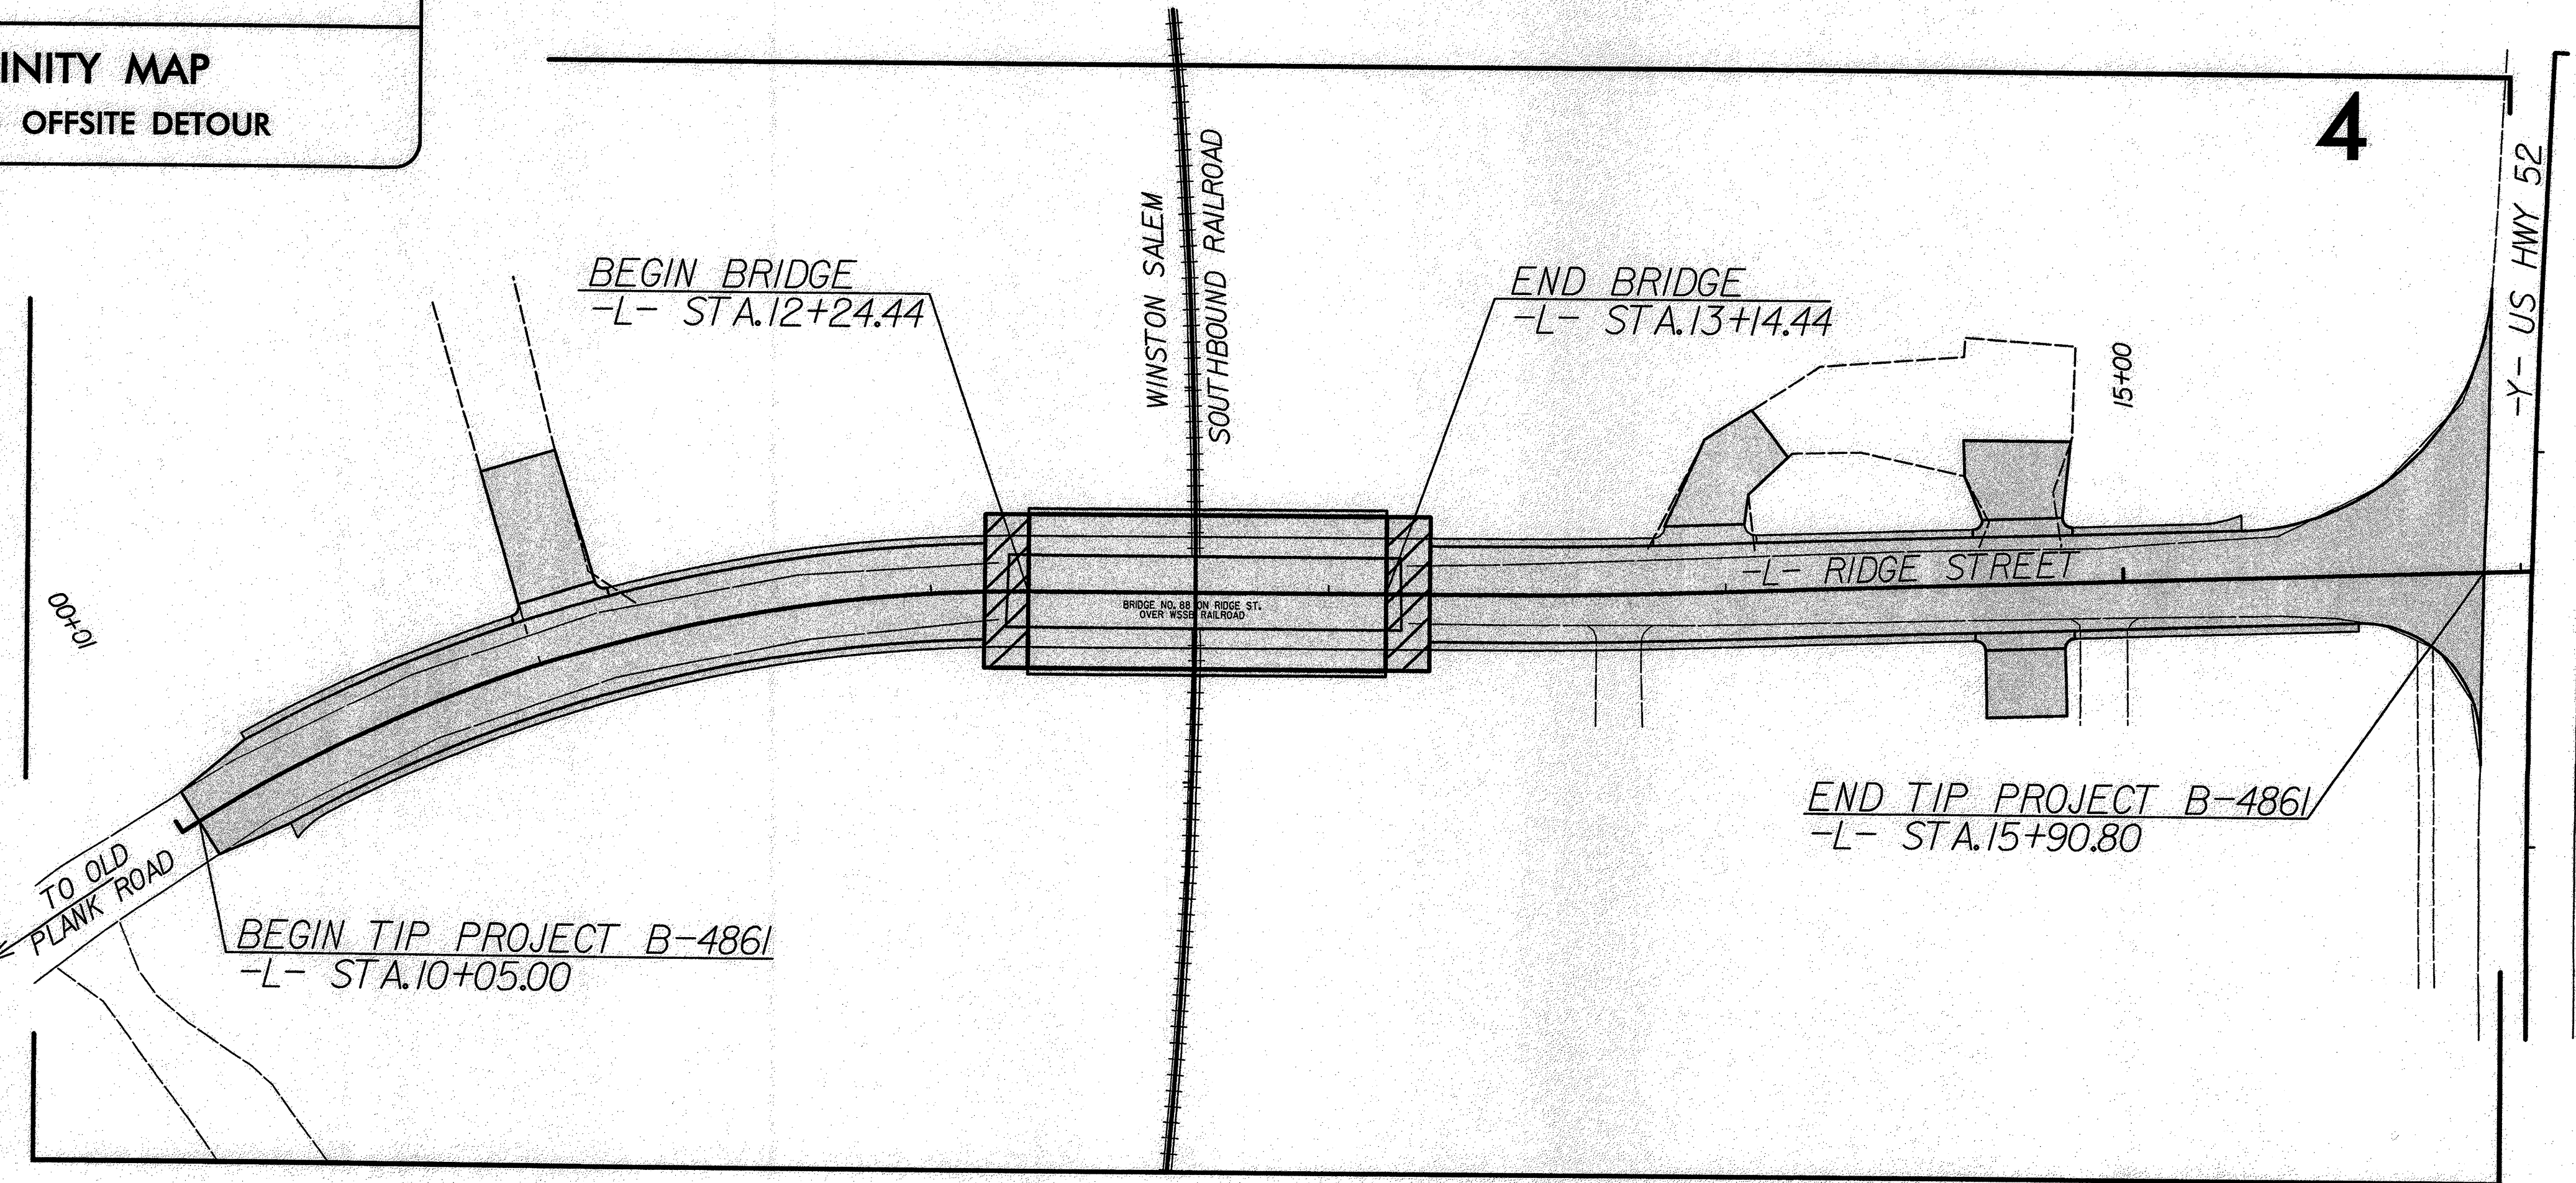 INITY MAP
OFFSITE DETOUR
4
WINSTON SALEM
SOUTHBOUND RAILROAD
-Y- US HWY 52
BEGIN BRIDGE
-L- STA.12+24.44
END BRIDGE
-L- STA.13+14.44
15+00
10+00
-L- RIDGE STREET
BRIDGE NO. 88 ON RIDGE ST.
OVER WSSB RAILROAD
END TIP PROJECT B-4861
-L- STA.15+90.80
TO OLD
PLANK ROAD
BEGIN TIP PROJECT B-4861
-L- STA.10+05.00